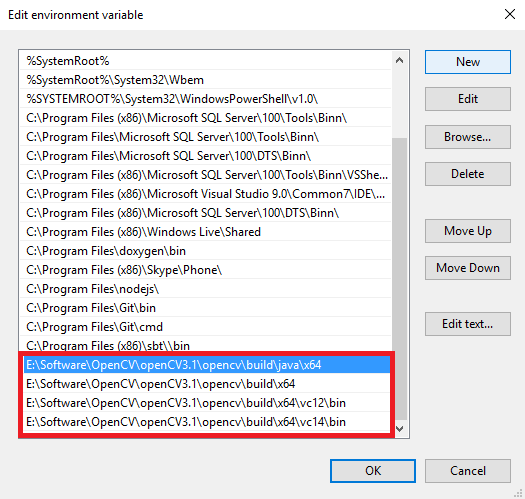 Edit environment variable
%SystemRoot%
%SystemRoot%\System32\Wbem
%SYSTEMROOT%\System32\WindowsPowerShell\v1.0\
C:\Program Files (x86)\Microsoft SQL Server\100\Tools\Binn\
C:\Program Files\Microsoft SQL Server\100\Tools\Binn\
C:\Program Files\Microsoft SQL Server\100\DTS\Binn\
C:\Program Files (x86)\Microsoft SQL Server\100\Tools\Binn\VSShe...
C:\Program Files (x86)\Microsoft Visual Studio 9.0\Common7\IDE\...
C:\Program Files (x86)\Microsoft SQL Server\100\DTS\Binn\
C:\Program Files (x86)\Windows Live\Shared
C:\Program Files\doxygen\bin
C:\Program Files (x86)\Skype\Phone\
C:\Program Files\nodejs\
C:\Program Files\Git\bin
C:\Program Files\Git\cmd
C:\Program Files (x86)\sbt\\bin
E:\Software\OpenCV\openCV3.1\opencv\build\java\x64
E:\Software\OpenCV\openCV3.1\opencv\build\x64
E:\Software\OpenCV\openCV3.1\opencv\build\x64\vc12\bin
E:\Software\OpenCV\openCV3.1\opencv\build\x64\vc14\bin
New
Edit
Browse...
Delete
Move Up
Move Down
Edit text...
OK
Cancel